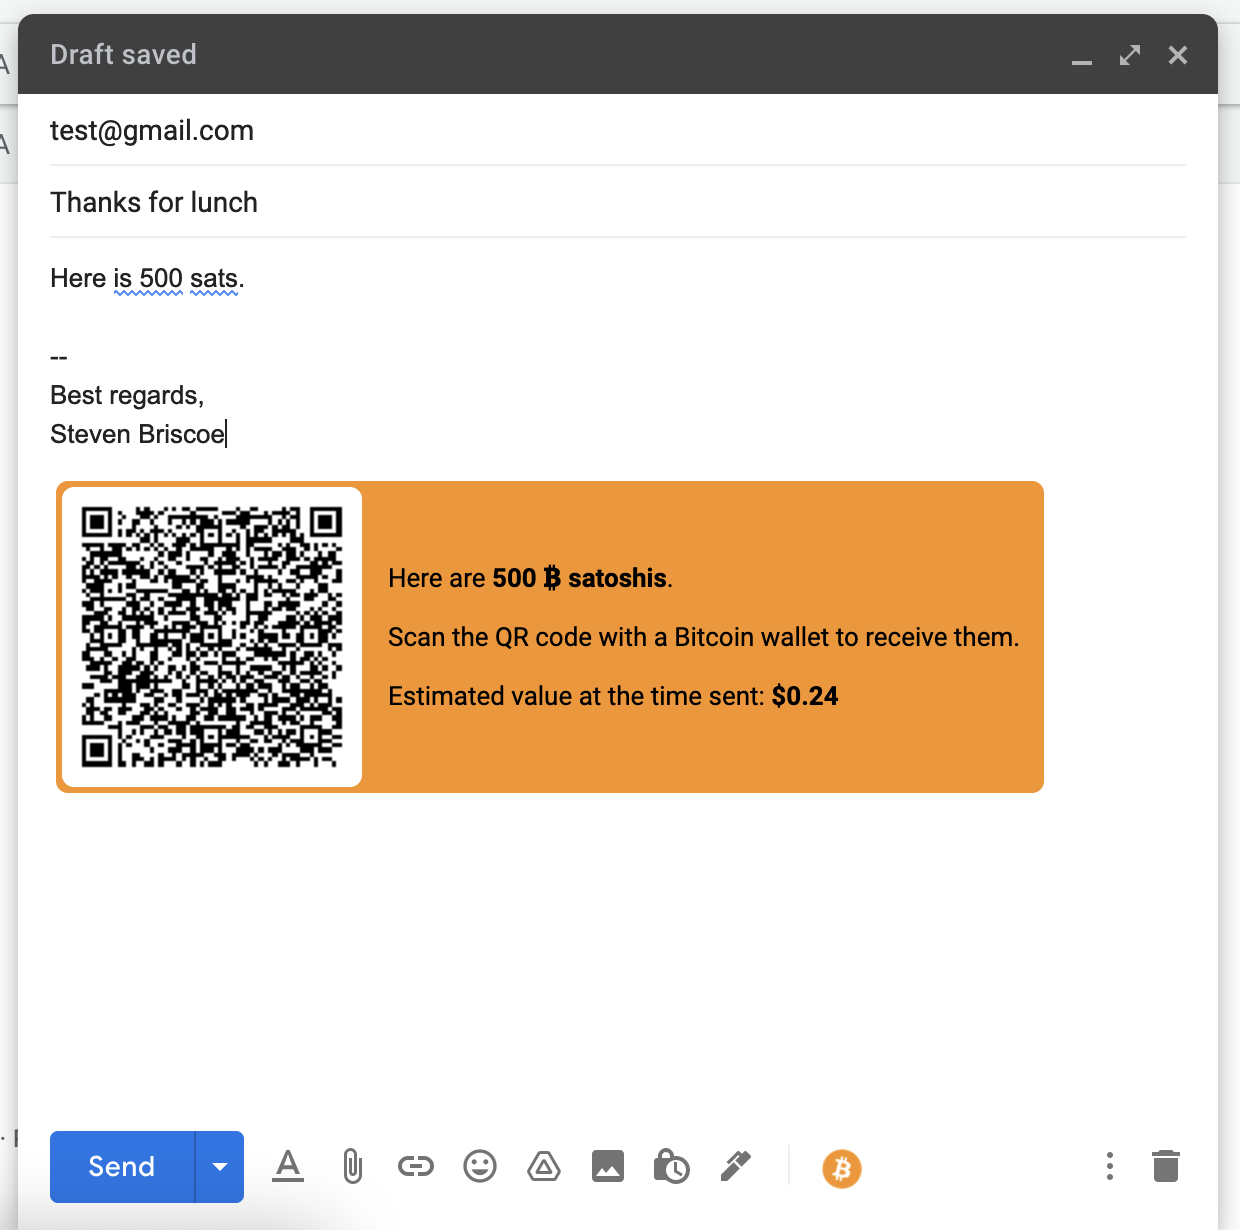 Draft saved
test@gmail.com
Thanks for lunch
Here is 500 sats.
--
Best regards,
Steven Briscoe
Here are 500 ₿ satoshis.
Scan the QR code with a Bitcoin wallet to receive them.
Estimated value at the time sent: $0.24
Send